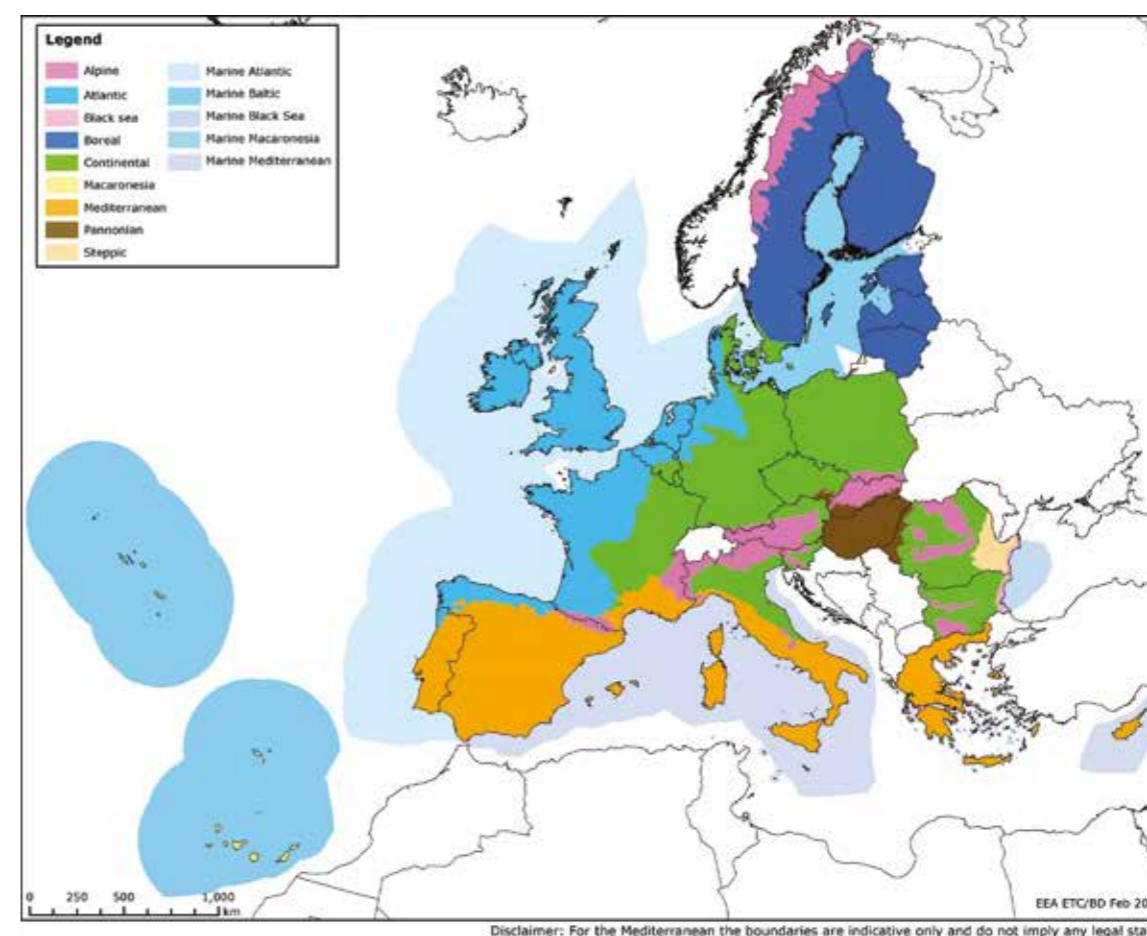 Legend
Alpine
Atlantic
Black sea
Boreal
Continental
Macaronesia
Mediterranean
Pannonian
Steppic
Marine Atlantic
Marine Baltic
Marine Black Sea
Marine Macaronesia
Marine Mediterranean
0 250 500 1,000
km
EEA ETC/BD Feb 20
Disclaimer: For the Mediterranean the boundaries are indicative only and do not imply any legal ste